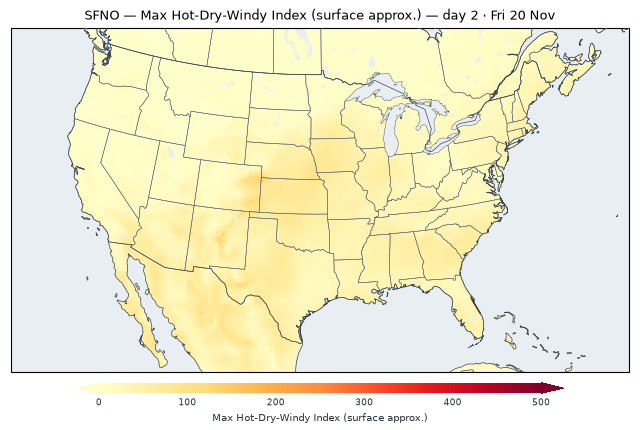 SFNO — Max Hot-Dry-Windy Index (surface approx.) — day 2 · Fri 20 Nov
0 100 200 300 400 500
Max Hot-Dry-Windy Index (surface approx.)